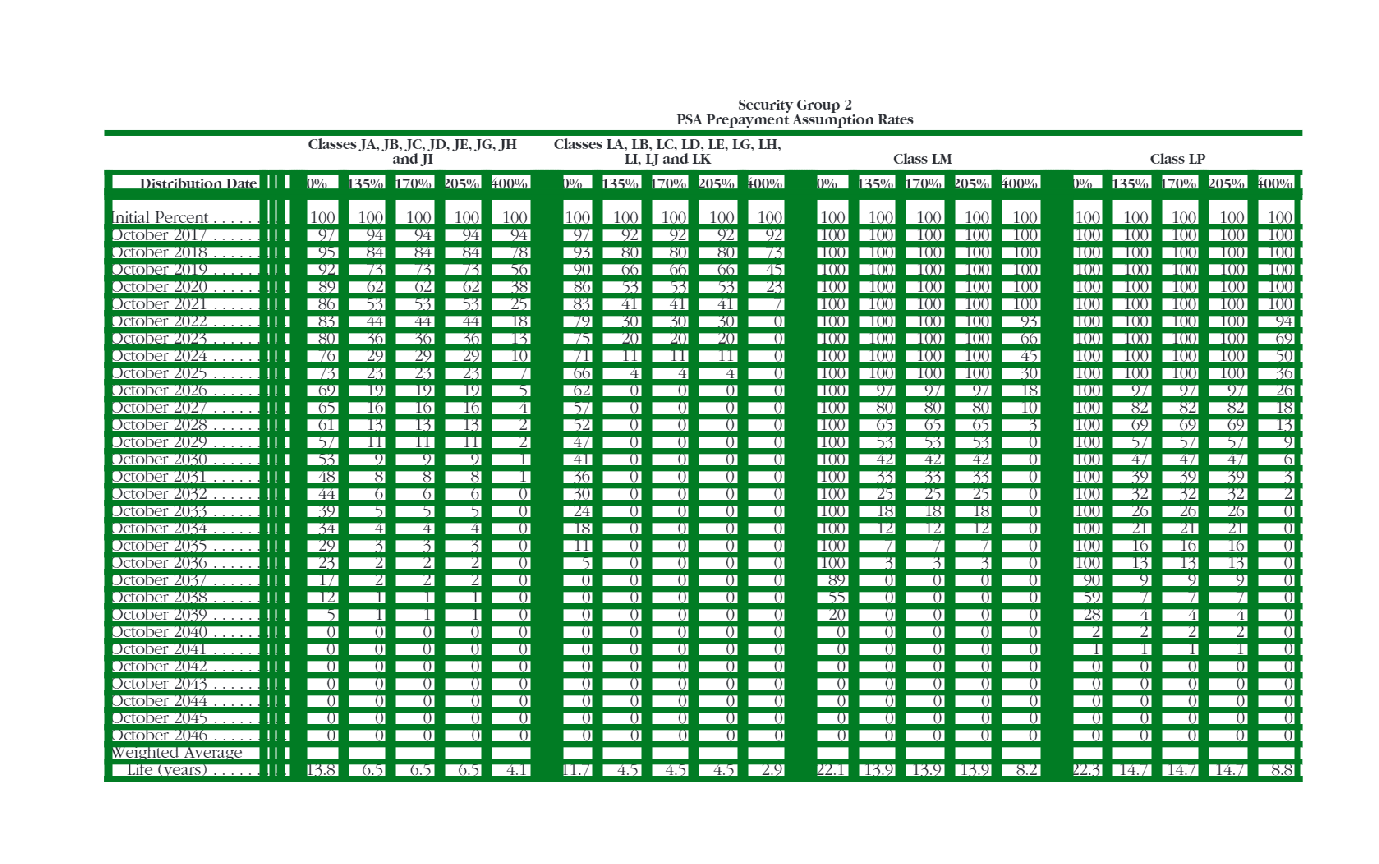 Security Group 2
PSA Prepayment Assumption Rates
Classes JA, JB, JC, JD, JE, JG, JH Classes LA, LB, LC, LD, LE, LG, LH,
and JI LI, LJ and LK Class LM Class LP
Distribution Date 0% 135% 170% 205% 400% 0% 135% 170% 205% 400% 0% 135% 170% 205% 400% 0% 135% 170% 205% 400%
Initial Percent . . . . . . 100 100 100 100 100 100 100 100 100 100 100 100 100 100 100 100 100 100 100 100
October 2017 . . . . . . 97 94 94 94 94 97 92 92 92 92 100 100 100 100 100 100 100 100 100 100
October 2018 . . . . . . 95 84 84 84 78 93 80 80 80 73 100 100 100 100 100 100 100 100 100 100
October 2019 . . . . . . 92 73 73 73 56 90 66 66 66 45 100 100 100 100 100 100 100 100 100 100
October 2020 . . . . . . 89 62 62 62 38 86 53 53 53 23 100 100 100 100 100 100 100 100 100 100
October 2021 . . . . . . 86 53 53 53 25 83 41 41 41 7 100 100 100 100 100 100 100 100 100 100
October 2022 . . . . . . 83 44 44 44 18 79 30 30 30 0 100 100 100 100 93 100 100 100 100 94
October 2023 . . . . . . 80 36 36 36 13 75 20 20 20 0 100 100 100 100 66 100 100 100 100 69
October 2024 . . . . . . 76 29 29 29 10 71 11 11 11 0 100 100 100 100 45 100 100 100 100 50
October 2025 . . . . . . 73 23 23 23 7 66 4 4 4 0 100 100 100 100 30 100 100 100 100 36
October 2026 . . . . . . 69 19 19 19 5 62 0 0 0 0 100 97 97 97 18 100 97 97 97 26
October 2027 . . . . . . 65 16 16 16 4 57 0 0 0 0 100 80 80 80 10 100 82 82 82 18
October 2028 . . . . . . 61 13 13 13 2 52 0 0 0 0 100 65 65 65 3 100 69 69 69 13
October 2029 . . . . . . 57 11 11 11 2 47 0 0 0 0 100 53 53 53 0 100 57 57 57 9
October 2030 . . . . . . 53 9 9 9 1 41 0 0 0 0 100 42 42 42 0 100 47 47 47 6
October 2031 . . . . . . 48 8 8 8 1 36 0 0 0 0 100 33 33 33 0 100 39 39 39 3
October 2032 . . . . . . 44 6 6 6 0 30 0 0 0 0 100 25 25 25 0 100 32 32 32 2
October 2033 . . . . . . 39 5 5 5 0 24 0 0 0 0 100 18 18 18 0 100 26 26 26 0
October 2034 . . . . . . 34 4 4 4 0 18 0 0 0 0 100 12 12 12 0 100 21 21 21 0
October 2035 . . . . . . 29 3 3 3 0 11 0 0 0 0 100 7 7 7 0 100 16 16 16 0
October 2036 . . . . . . 23 2 2 2 0 5 0 0 0 0 100 3 3 3 0 100 13 13 13 0
October 2037 . . . . . . 17 2 2 2 0 0 0 0 0 0 89 0 0 0 0 90 9 9 9 0
October 2038 . . . . . . 12 1 1 1 0 0 0 0 0 0 55 0 0 0 0 59 7 7 7 0
October 2039 . . . . . . 5 1 1 1 0 0 0 0 0 0 20 0 0 0 0 28 4 4 4 0
October 2040 . . . . . . 0 0 0 0 0 0 0 0 0 0 0 0 0 0 0 2 2 2 2 0
October 2041 . . . . . . 0 0 0 0 0 0 0 0 0 0 0 0 0 0 0 1 1 1 1 0
October 2042 . . . . . . 0 0 0 0 0 0 0 0 0 0 0 0 0 0 0 0 0 0 0 0
October 2043 . . . . . . 0 0 0 0 0 0 0 0 0 0 0 0 0 0 0 0 0 0 0 0
October 2044 . . . . . . 0 0 0 0 0 0 0 0 0 0 0 0 0 0 0 0 0 0 0 0
October 2045 . . . . . . 0 0 0 0 0 0 0 0 0 0 0 0 0 0 0 0 0 0 0 0
October 2046 . . . . . . 0 0 0 0 0 0 0 0 0 0 0 0 0 0 0 0 0 0 0 0
Weighted Average
Life (years) . . . . . . 13.8 6.5 6.5 6.5 4.1 11.7 4.5 4.5 4.5 2.9 22.1 13.9 13.9 13.9 8.2 22.3 14.7 14.7 14.7 8.8